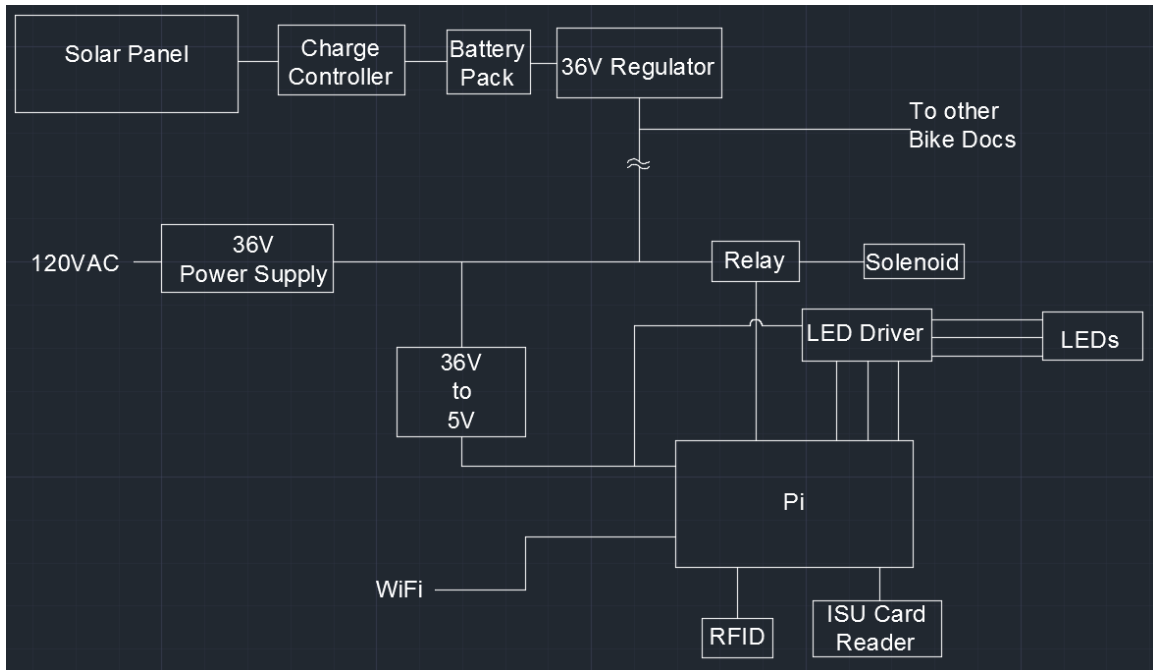 Solar Panel
Charge
Controller
Battery
Pack
36V Regulator
To other
Bike Docs
120VAC
36V
Power Supply
Relay
Solenoid
LED Driver
LEDs
36V
to
5V
Pi
WiFi
RFID
ISU Card
Reader